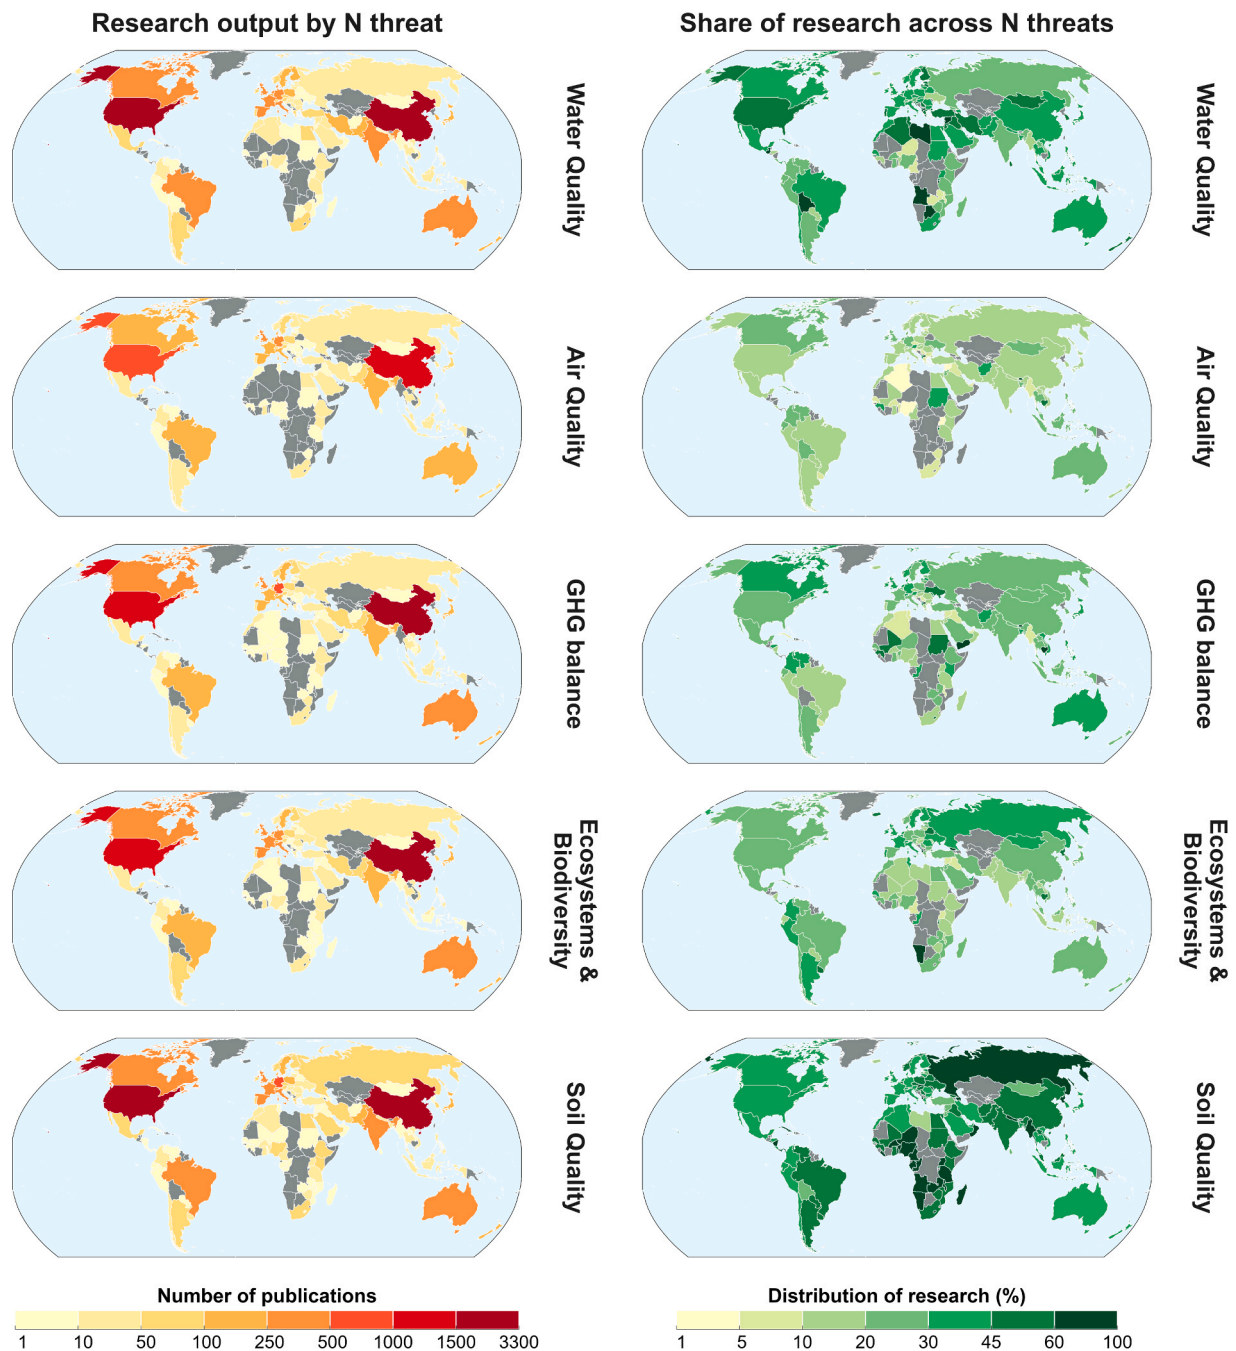 Research output by N threat
Share of research across N threats
Water Quality
Water Quality
Air Quality
Air Quality
GHG balance
GHG balance
Ecosystems &
Biodiversity
Ecosystems &
Biodiversity
Soil Quality
Soil Quality
Number of publications
1 10 50 100 250 500 1000 1500 3300
Distribution of research (%)
1 5 10 20 30 45 60 100